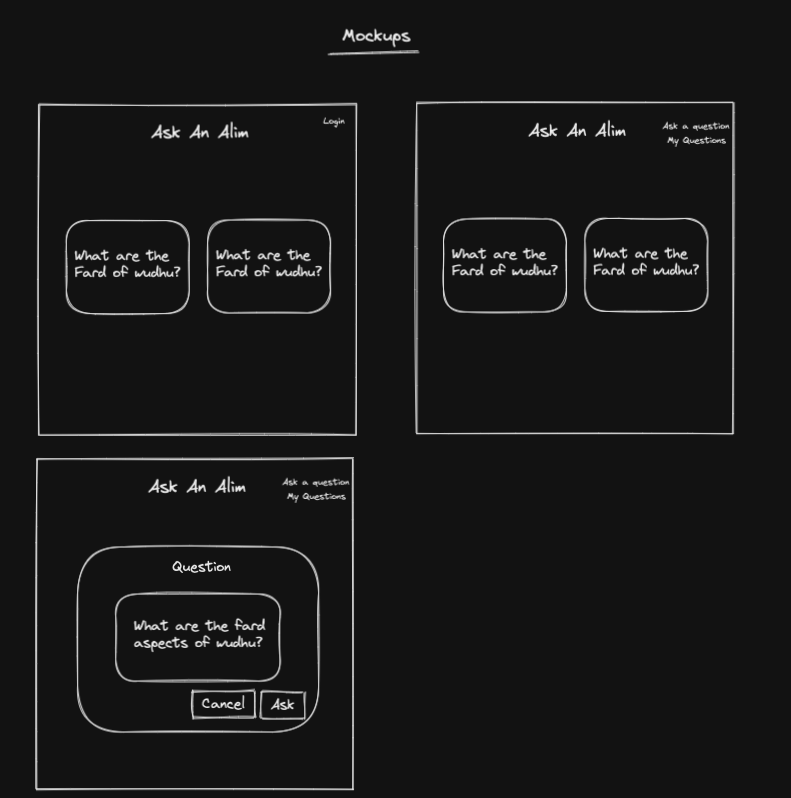 Mockups
Login
Ask An Alim
What are the
Fard of wudhu?
What are the
Fard of wudhu?
Ask a question
Ask An Alim
My Questions
What are the
Fard of wudhu?
What are the
Fard of wudhu?
Ask a question
Ask An Alim
My Questions
Question
What are the fard
aspects of wudhu?
Cancel
Ask